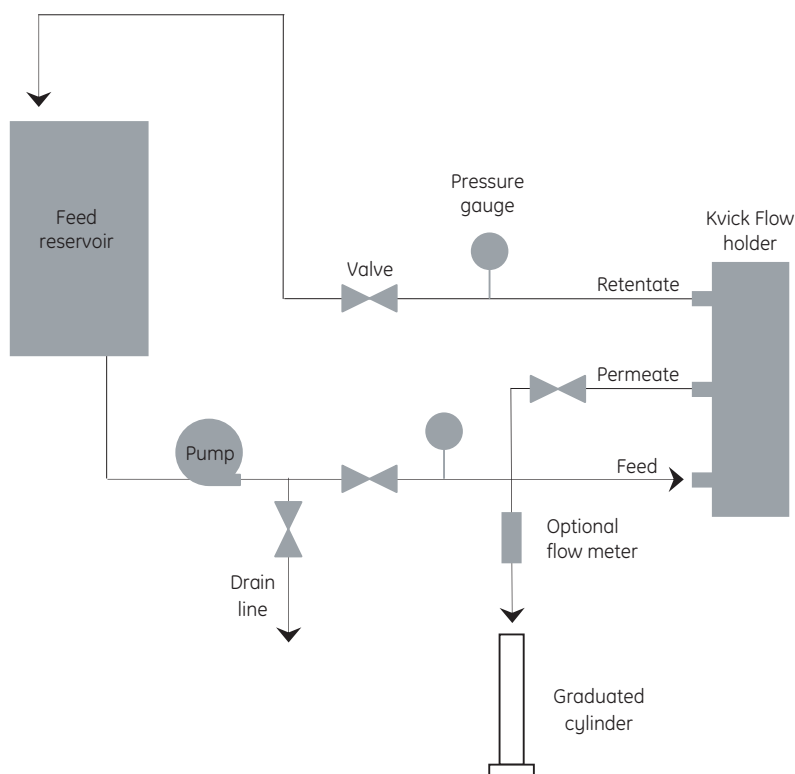 Pressure
gauge
Kvick Flow
holder
Feed
reservoir
Valve
Retentate
Permeate
Pump
Feed
Optional
flow meter
Drain
line
Graduated
cylinder